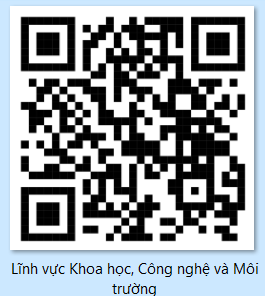 Lĩnh vực Khoa học, Công nghệ và Môi
trường